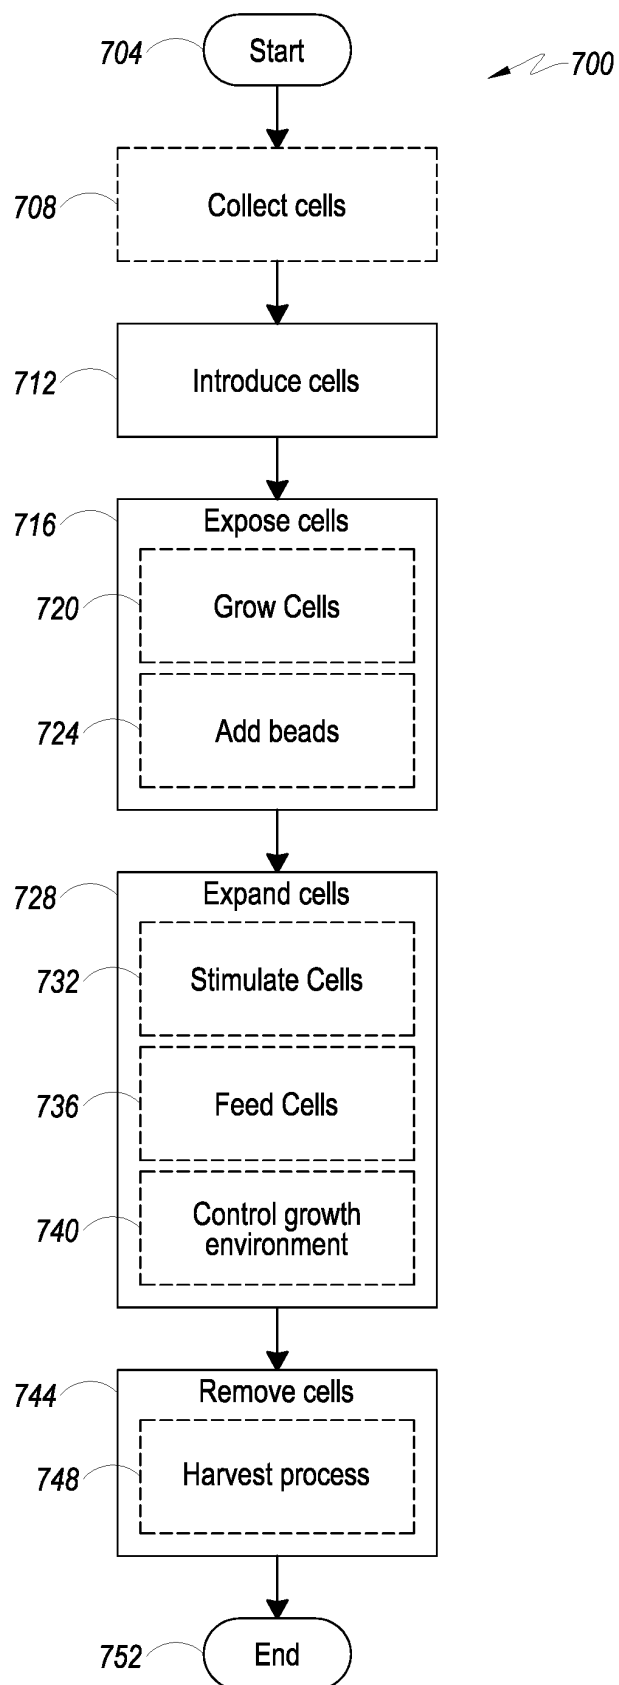 704 Start
700
708 Collect cells
712 Introduce cells
716 Expose cells
720 Grow Cells
724 Add beads
728 Expand cells
732 Stimulate Cells
736 Feed Cells
Control growth
740 environment
744 Remove cells
748 Harvest process
752 End